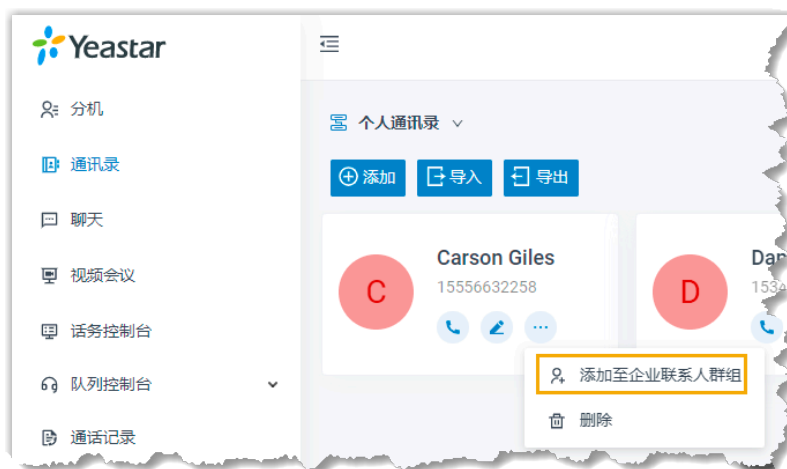 Yeastar
分机
通讯录
聊天
视频会议
话务控制台
队列控制台
通话记录
个人通讯录
添加 导入 导出
C
Carson Giles
15556632258
D
添加至企业联系人群组
删除